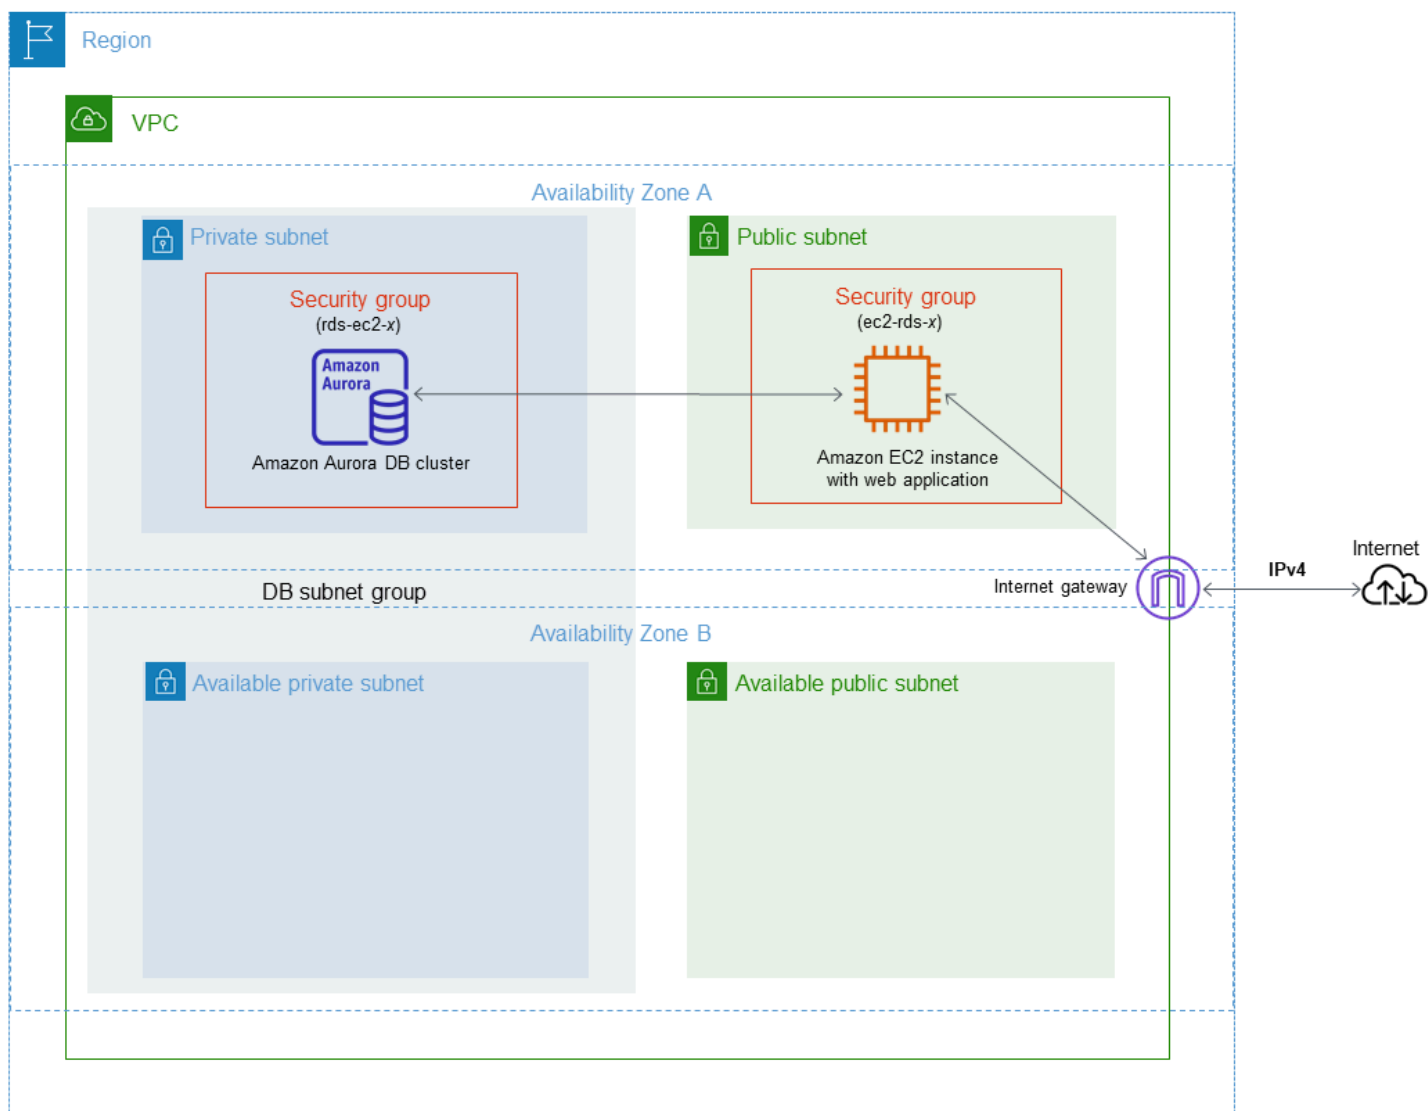 Region
VPC
Availability Zone A
Private subnet
Public subnet
Security group
(rds-ec2-x)
Amazon
Aurora
Amazon Aurora DB cluster
Security group
(ec2-rds-x)
Amazon EC2 instance
with web application
Internet
IPv4
Internet gateway
DB subnet group
Availability Zone B
Available private subnet
Available public subnet